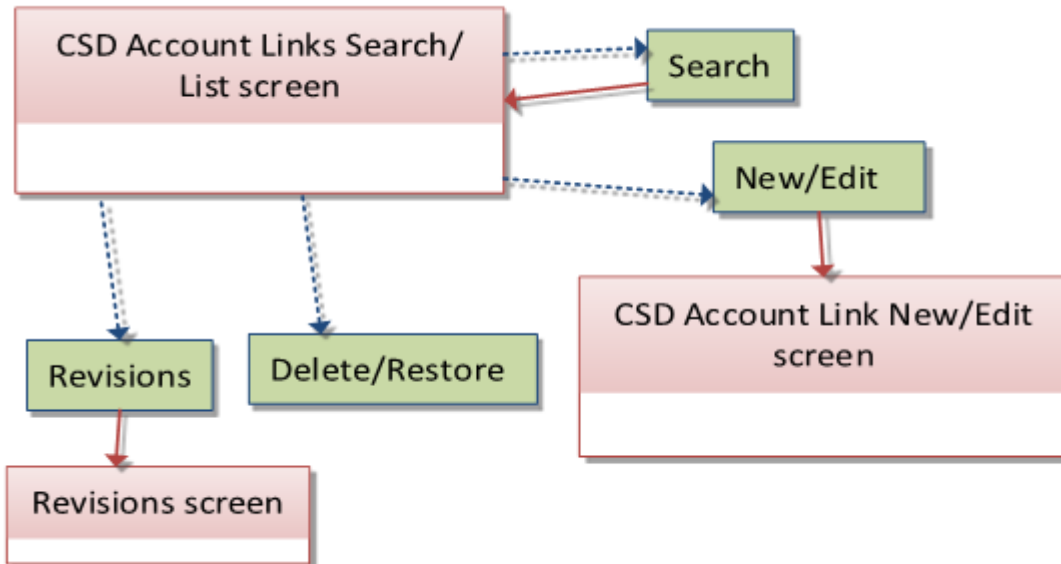 CSD Account Links Search/
List screen
Search
New/Edit
CSD Account Link New/Edit
screen
Revisions
Delete/Restore
Revisions screen